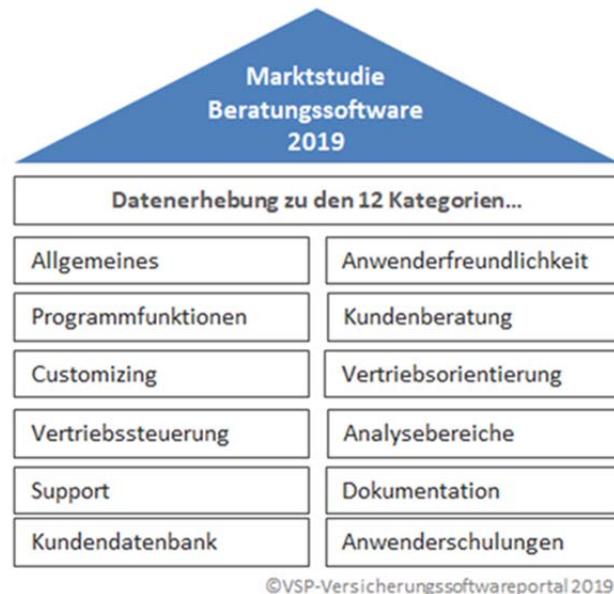 Marktstudie
Beratungssoftware
2019
Datenerhebung zu den 12 Kategorien...
Allgemeines
Anwenderfreundlichkeit
Programmfunktionen
Kundenberatung
Customizing
Vertriebsorientierung
Vertriebssteuerung
Analysebereiche
Support
Dokumentation
Kundendatenbank
Anwenderschulungen
©VSP-Versicherungssoftwareportal 2019